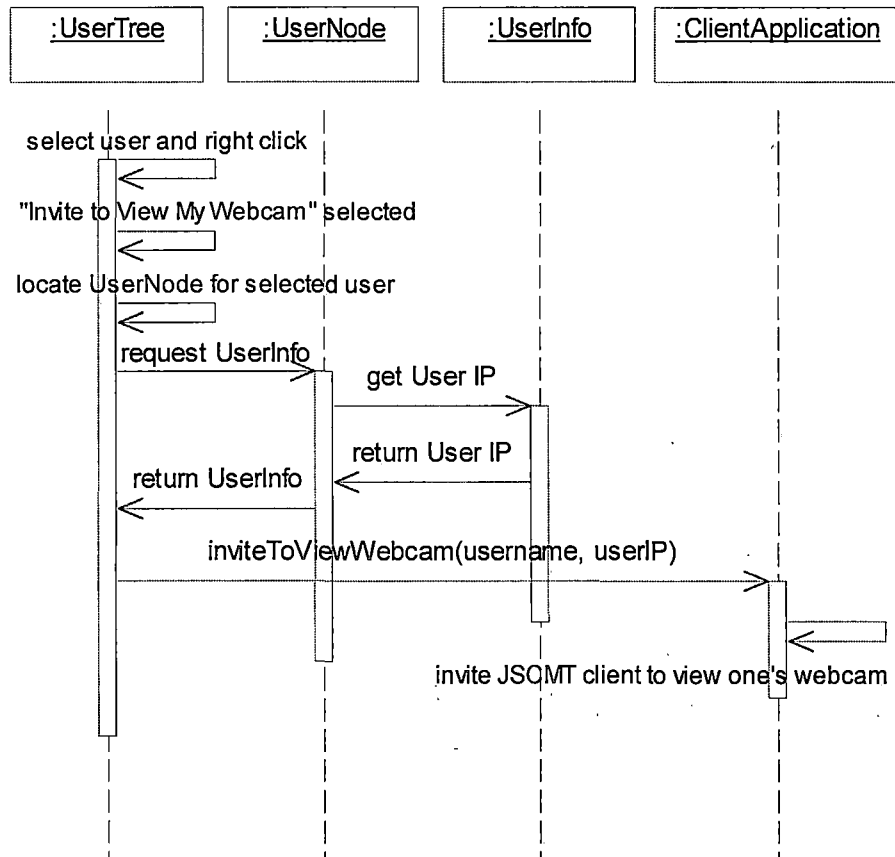 :UserTree
:UserNode
:UserInfo
:ClientApplication
select user and right click
"Invite to View My Webcam" selected
locate UserNode for selected user
request UserInfo
get User IP
return User IP
return UserInfo
inviteToViewWebcam(username, userIP)
invite JSCMT client to view one's webcam